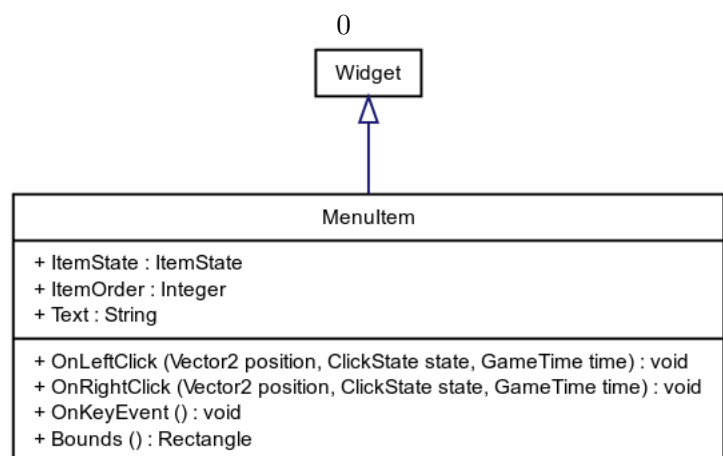 0
Widget
MenuItem
+ ItemState : ItemState
+ ItemOrder : Integer
+ Text : String
+ OnLeftClick (Vector2 position, ClickState state, GameTime time) : void
+ OnRightClick (Vector2 position, ClickState state, GameTime time) : void
+ OnKeyEvent () : void
+ Bounds () : Rectangle